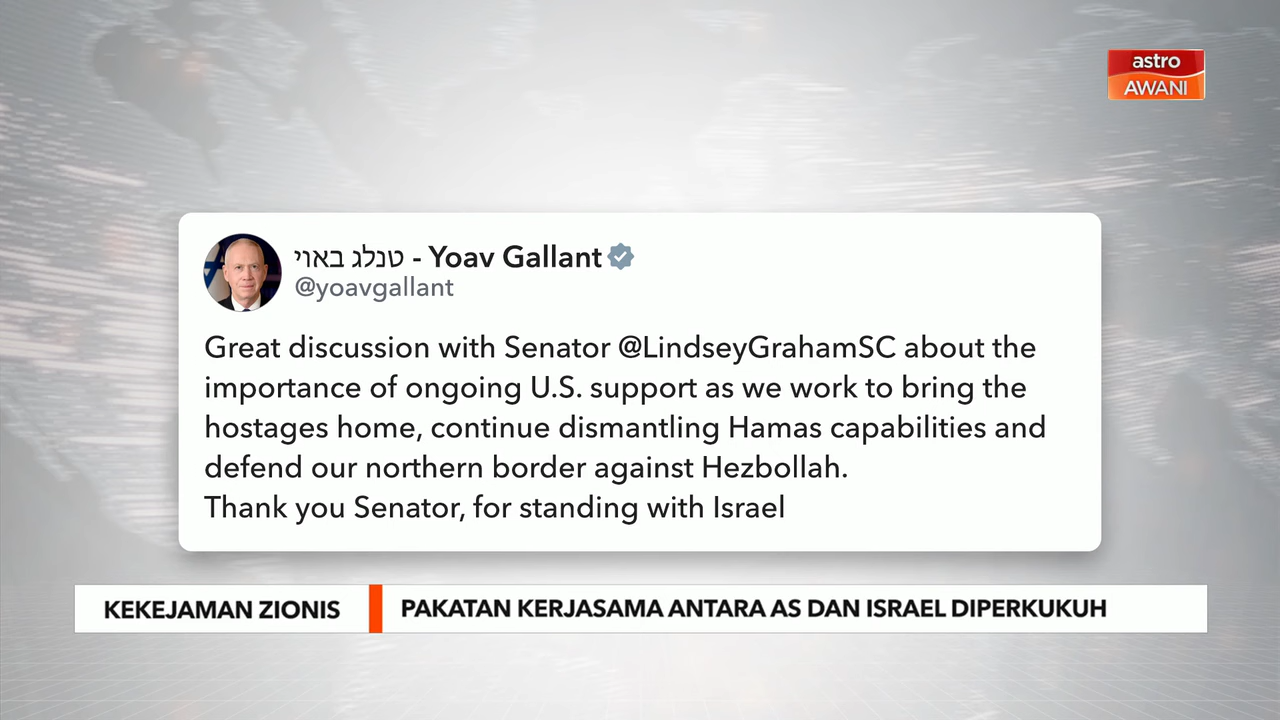 astro
AWANI
טנלג באוי - Yoav Gallant
@yoavgallant
Great discussion with Senator @LindseyGrahamSC about the
importance of ongoing U.S. support as we work to bring the
hostages home, continue dismantling Hamas capabilities and
defend our northern border against Hezbollah.
Thank you Senator, for standing with Israel
KEKEJAMAN ZIONIS
PAKATAN KERJASAMA ANTARA AS DAN ISRAEL DIPERKUKUH